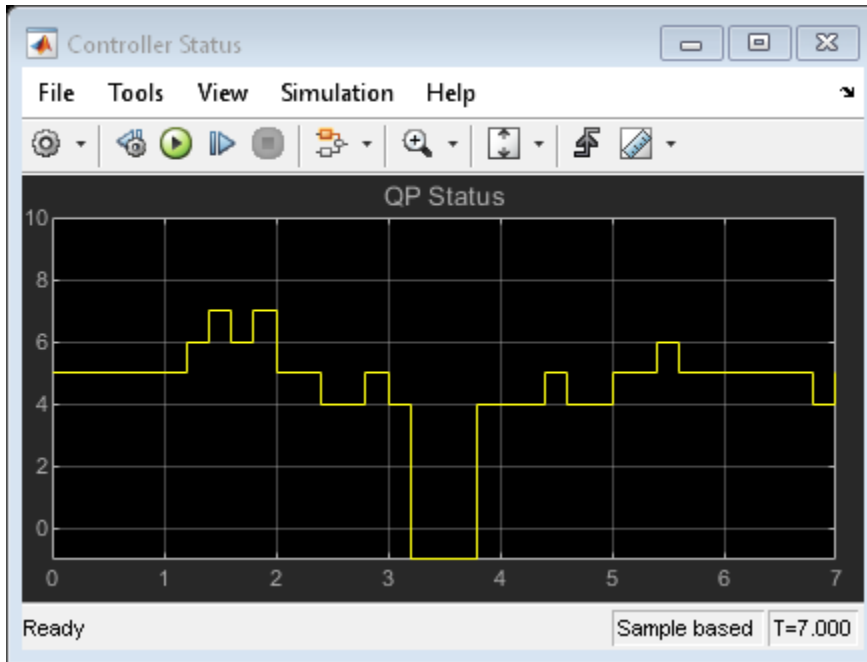 Controller Status
File Tools View Simulation Help
QP Status
10
8
6
4
2
0
0 1 2 3 4 5 6 7
Ready Sample based T=7.000